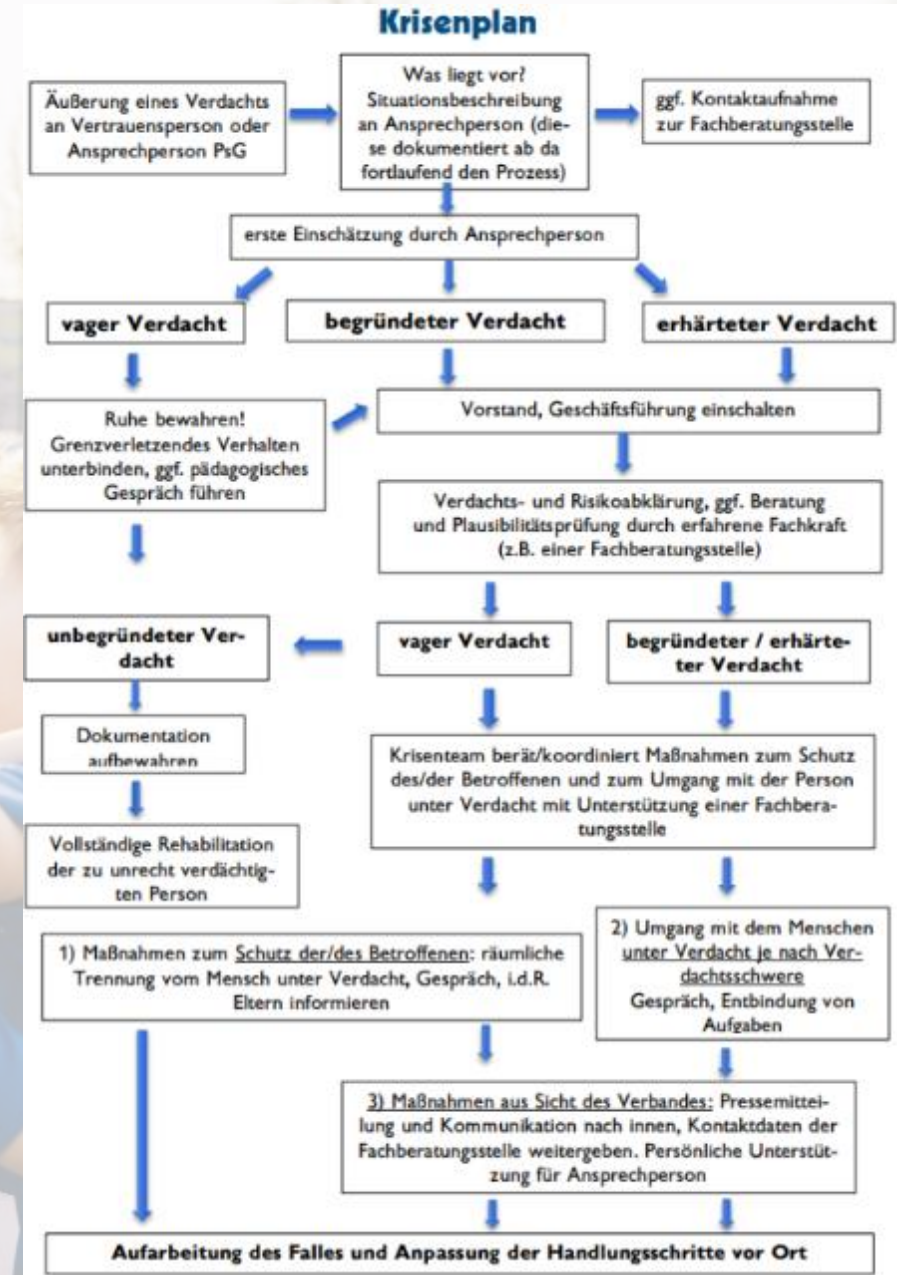 Krisenplan
Äußerung eines Verdachts
an Vertrauensperson oder
Ansprechperson PsG
Was liegt vor?
Situationsbeschreibung
an Ansprechperson (die-
se dokumentiert ab da
fortlaufend den Prozess)
ggf. Kontaktaufnahme
zur Fachberatungsstelle
erste Einschätzung durch Ansprechperson
vager Verdacht
begründeter Verdacht
erhärteter Verdacht
Ruhe bewahren!
Grenzverletzendes Verhalten
unterbinden, ggf. pädagogisches
Gespräch führen
Vorstand, Geschäftsführung einschalten
Verdachts- und Risikoabklärung, ggf. Beratung
und Plausibilitätsprüfung durch erfahrene Fachkraft
(z.B. einer Fachberatungsstelle)
unbegründeter Ver-
dacht
vager Verdacht
begründeter / erhärte-
ter Verdacht
Dokumentation
aufbewahren
Krisenteam berät/koordiniert Maßnahmen zum Schutz
des/der Betroffenen und zum Umgang mit der Person
unter Verdacht mit Unterstützung einer Fachbera-
tungsstelle
Vollständige Rehabilitation
der zu unrecht verdächtig-
ten Person
1) Maßnahmen zum Schutz der/des Betroffenen: räumliche
Trennung vom Mensch unter Verdacht, Gespräch, i.d.R.
Eltern informieren
2) Umgang mit dem Menschen
unter Verdacht je nach Ver-
dachtsschwere
Gespräch, Entbindung von
Aufgaben
3) Maßnahmen aus Sicht des Verbandes: Pressemittei-
lung und Kommunikation nach innen, Kontaktdaten der
Fachberatungsstelle weitergeben. Persönliche Unterstüt-
zung für Ansprechperson
Aufarbeitung des Falles und Anpassung der Handlungsschritte vor Ort